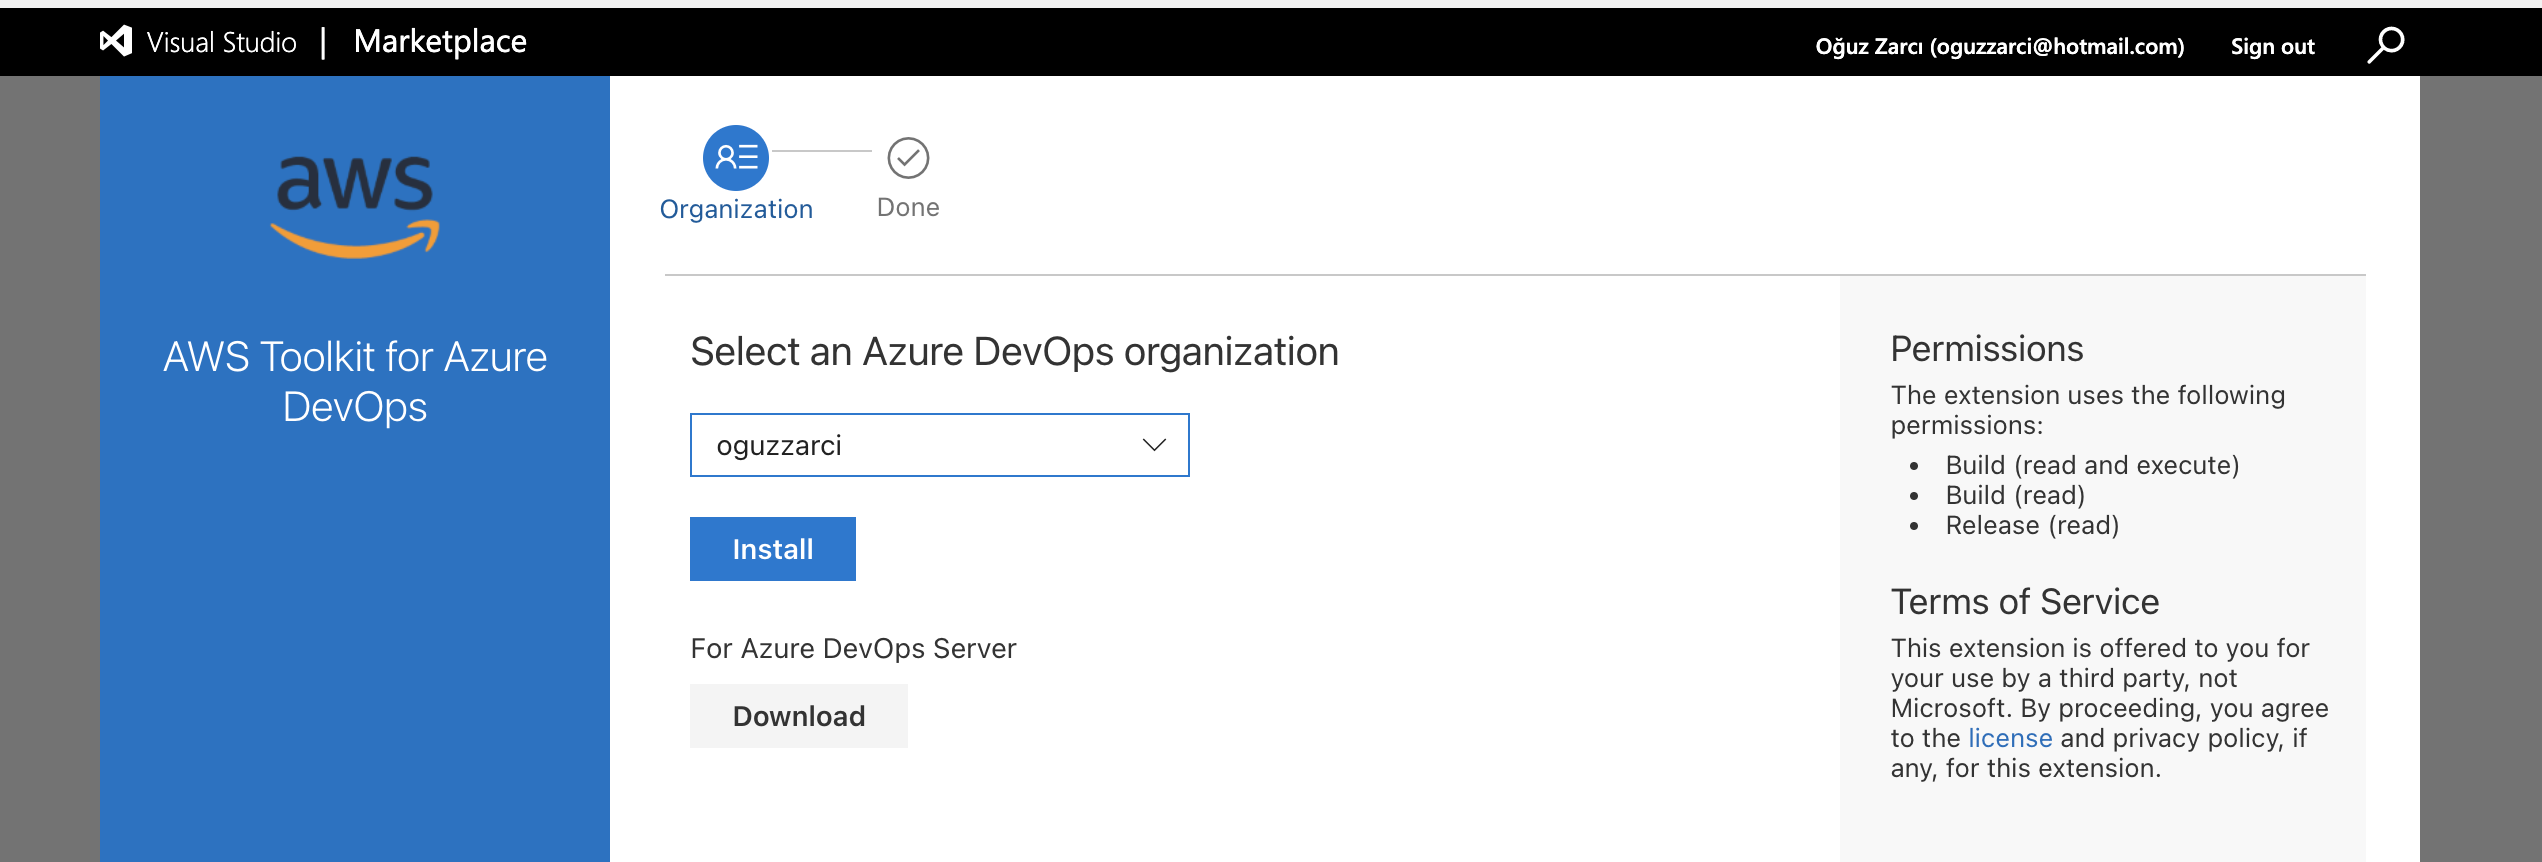 Visual Studio | Marketplace
Oğuz Zarcı (oguzzarci@hotmail.com) Sign out
aws
AWS Toolkit for Azure
DevOps
Organization
Done
Select an Azure DevOps organization
oguzzarci
Install
For Azure DevOps Server
Download
Permissions
The extension uses the following
permissions:
• Build (read and execute)
• Build (read)
• Release (read)
Terms of Service
This extension is offered to you for
your use by a third party, not
Microsoft. By proceeding, you agree
to the license and privacy policy, if
any, for this extension.